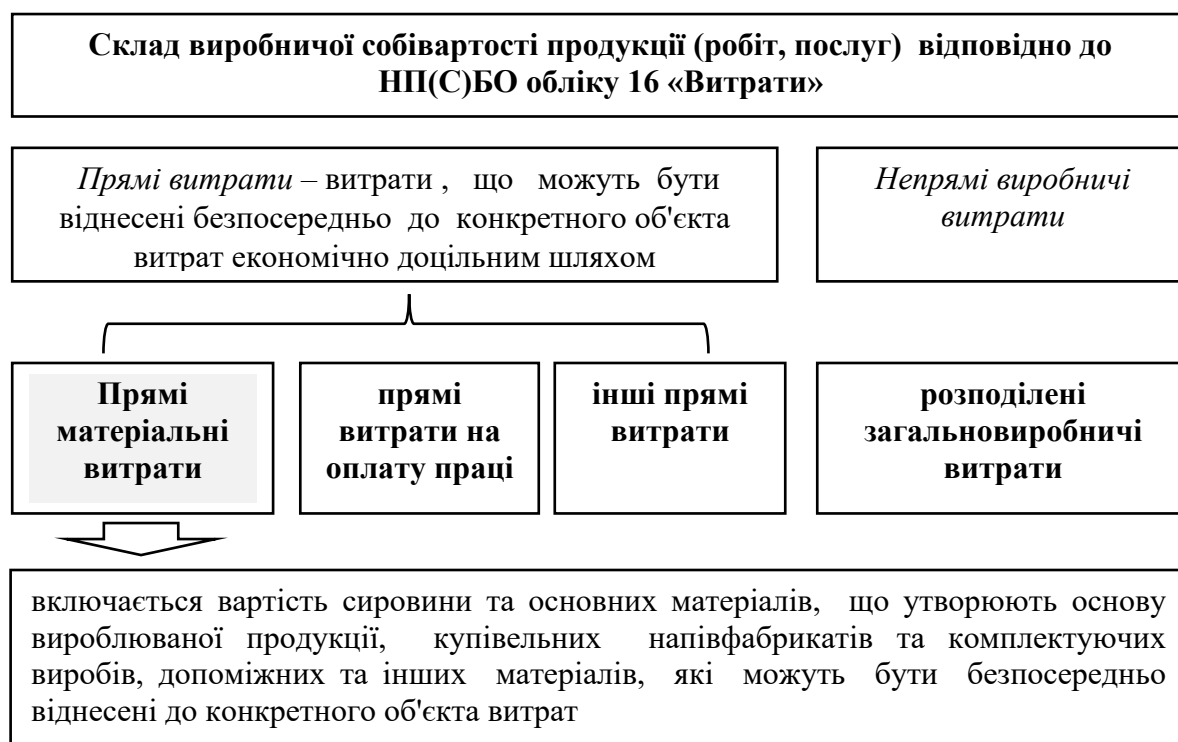 Склад виробничої собівартості продукції (робіт, послуг) відповідно до
НП(С)БО обліку 16 «Витрати»
Прямі витрати – витрати , що можуть бути
віднесені безпосередньо до конкретного об'єкта
витрат економічно доцільним шляхом
Непрямі виробничі
витрати
Прямі
матеріальні
витрати
прямі
витрати на
оплату праці
інші прямі
витрати
розподілені
загальновиробничі
витрати
включається вартість сировини та основних матеріалів, що утворюють основу
вироблюваної продукції, купівельних напівфабрикатів та комплектуючих
виробів, допоміжних та інших матеріалів, які можуть бути безпосередньо
віднесені до конкретного об'єкта витрат